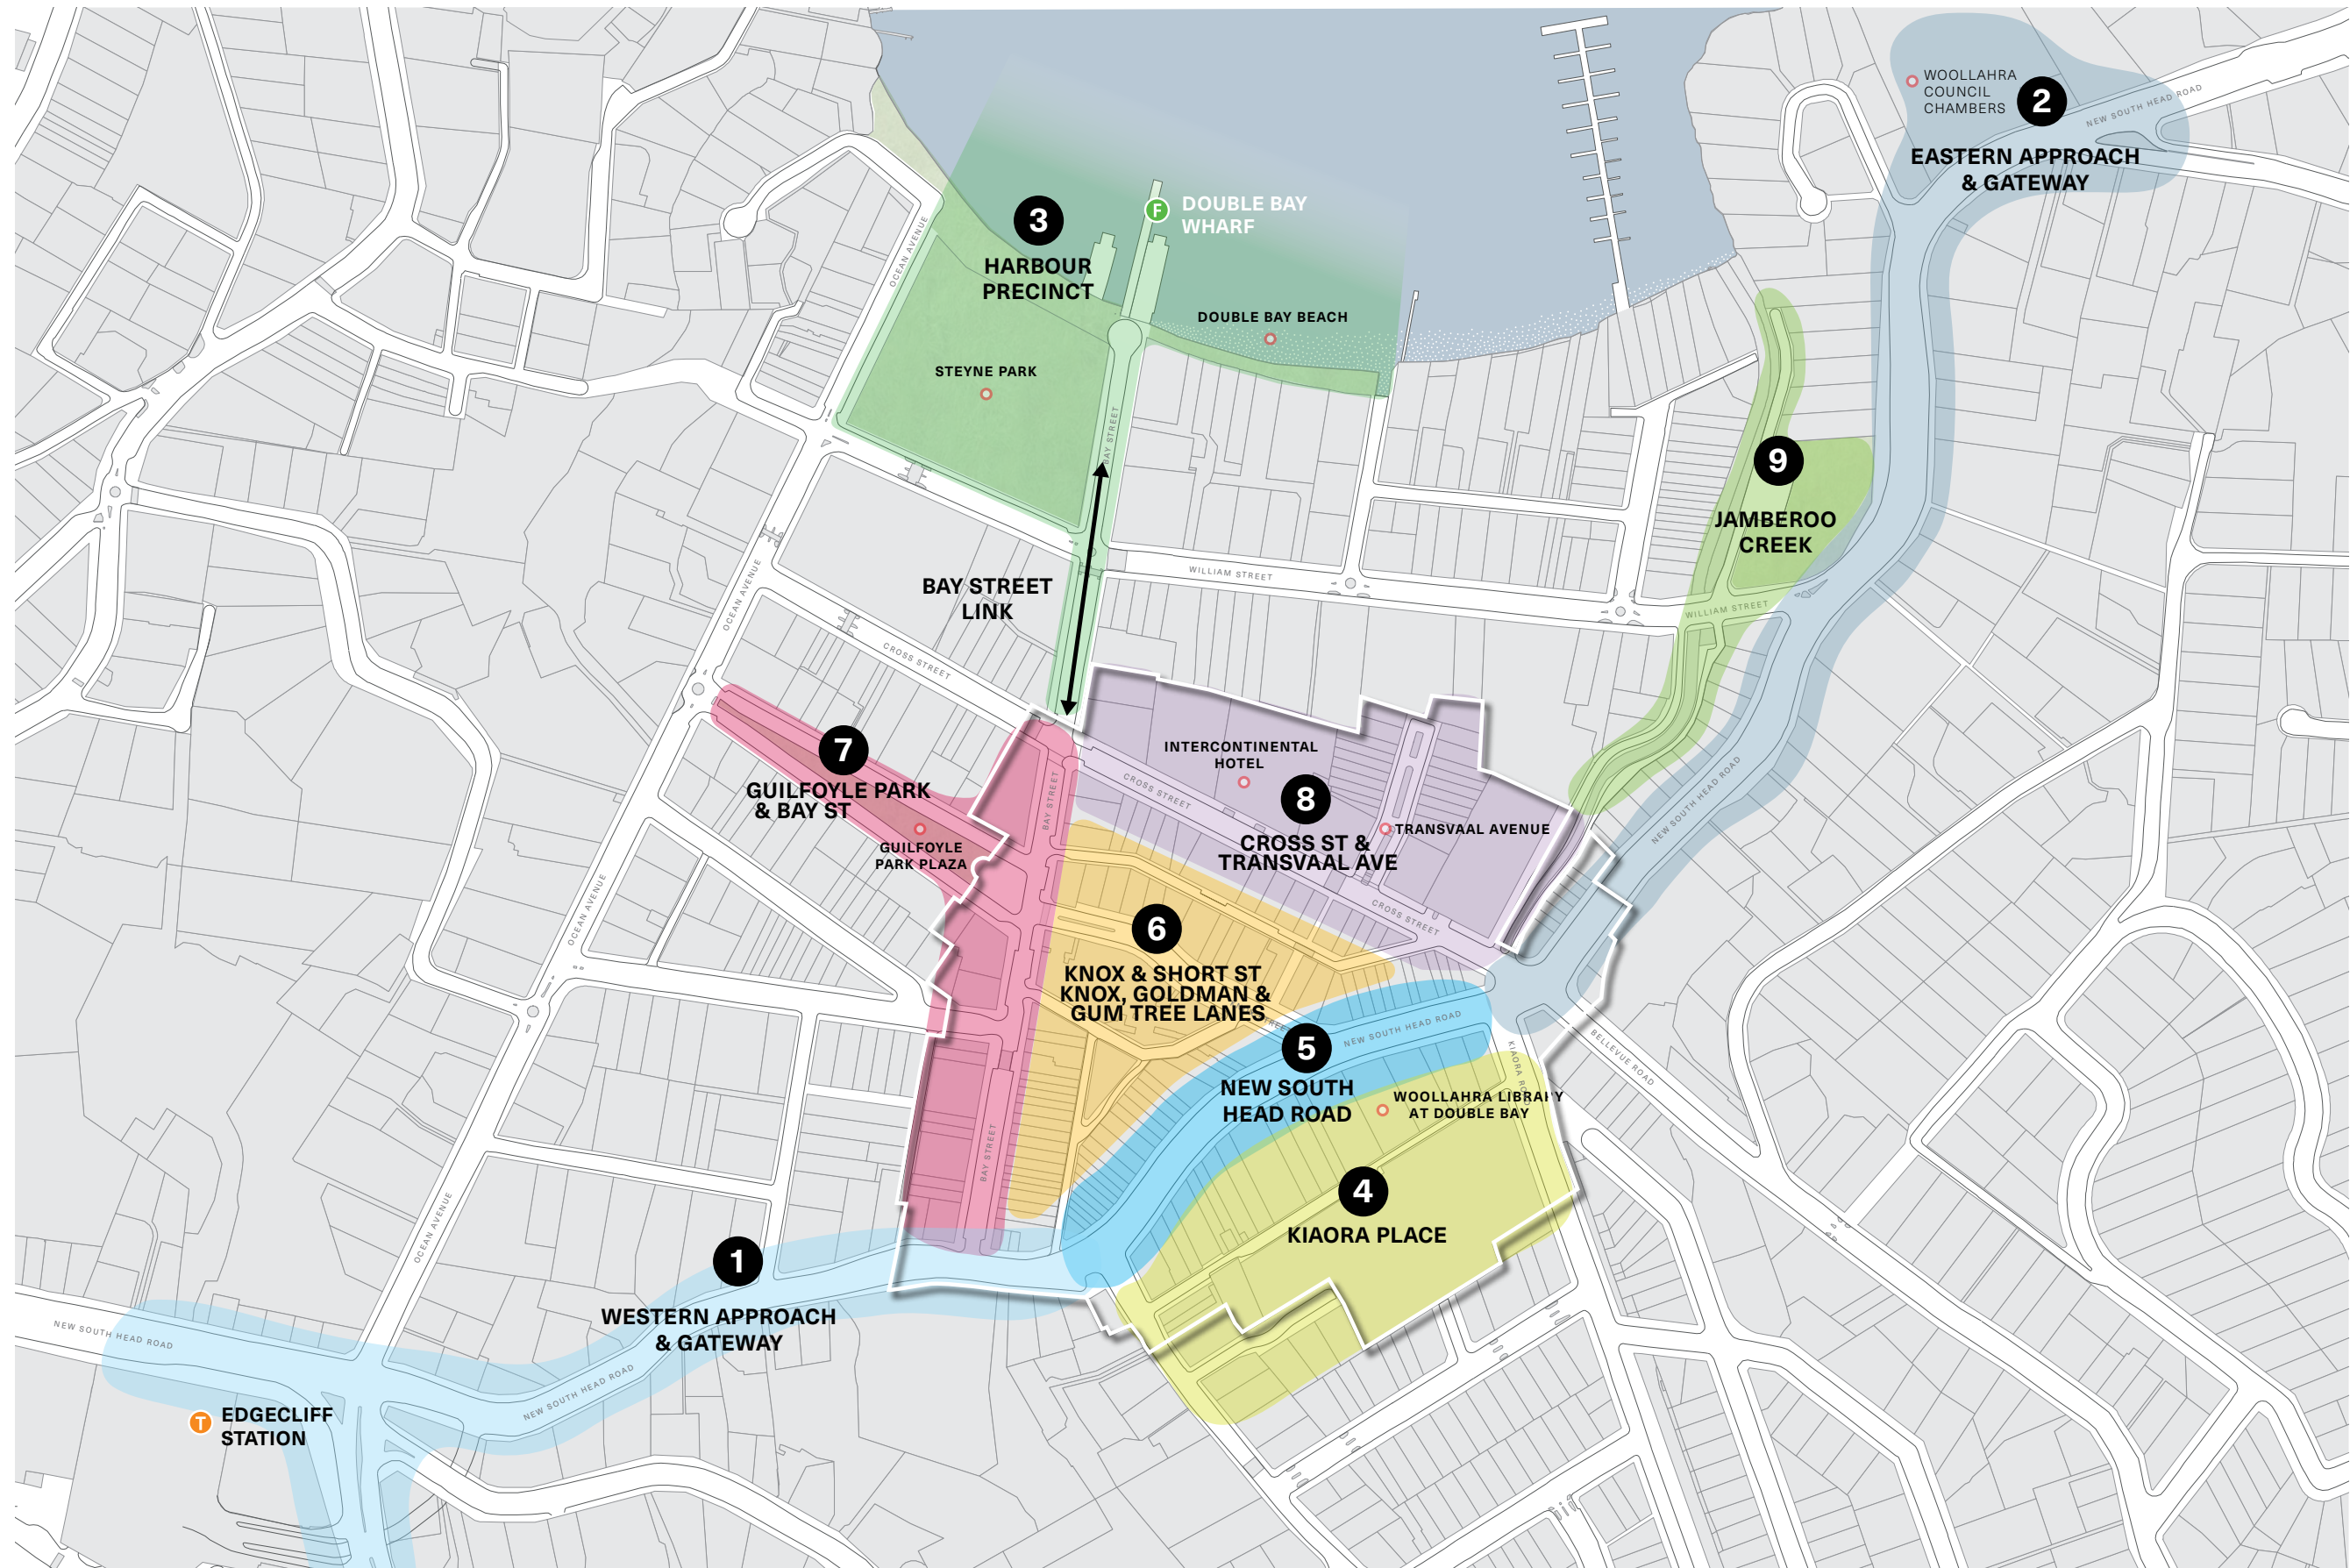 WOOLLAHRA
COUNCIL
CHAMBERS
2
NEW SOUTH HEAD ROAD
EASTERN APPROACH
& GATEWAY
3
HARBOUR
PRECINCT
F
DOUBLE BAY
WHARF
OCEAN AVENUE
DOUBLE BAY BEACH
STEYNE PARK
BAY STREET
9
JAMBEROO
CREEK
BAY STREET
LINK
WILLIAM STREET
WILLIAM STREET
OCEAN AVENUE
CROSS STREET
7
GUILFOYLE PARK
& BAY ST
GUILFOYLE
PARK PLAZA
BAY STREET
INTERCONTINENTAL
HOTEL
CROSS STREET
8
CROSS ST &
TRANSVAAL AVE
TRANSVAAL AVENUE
NEW SOUTH HEAD ROAD
CROSS STREET
OCEAN AVENUE
6
KNOX & SHORT ST
KNOX, GOLDMAN &
GUM TREE LANES
5
NEW SOUTH HEAD ROAD
NEW SOUTH
HEAD ROAD
KIAORA RO
BELLEVUE ROAD
WOOLLAHRA LIBRARY
AT DOUBLE BAY
BAY STREET
4
KIAORA PLACE
OCEAN AVENUE
1
WESTERN APPROACH
& GATEWAY
NEW SOUTH HEAD ROAD
NEW SOUTH HEAD ROAD
T
EDGECLIFF
STATION